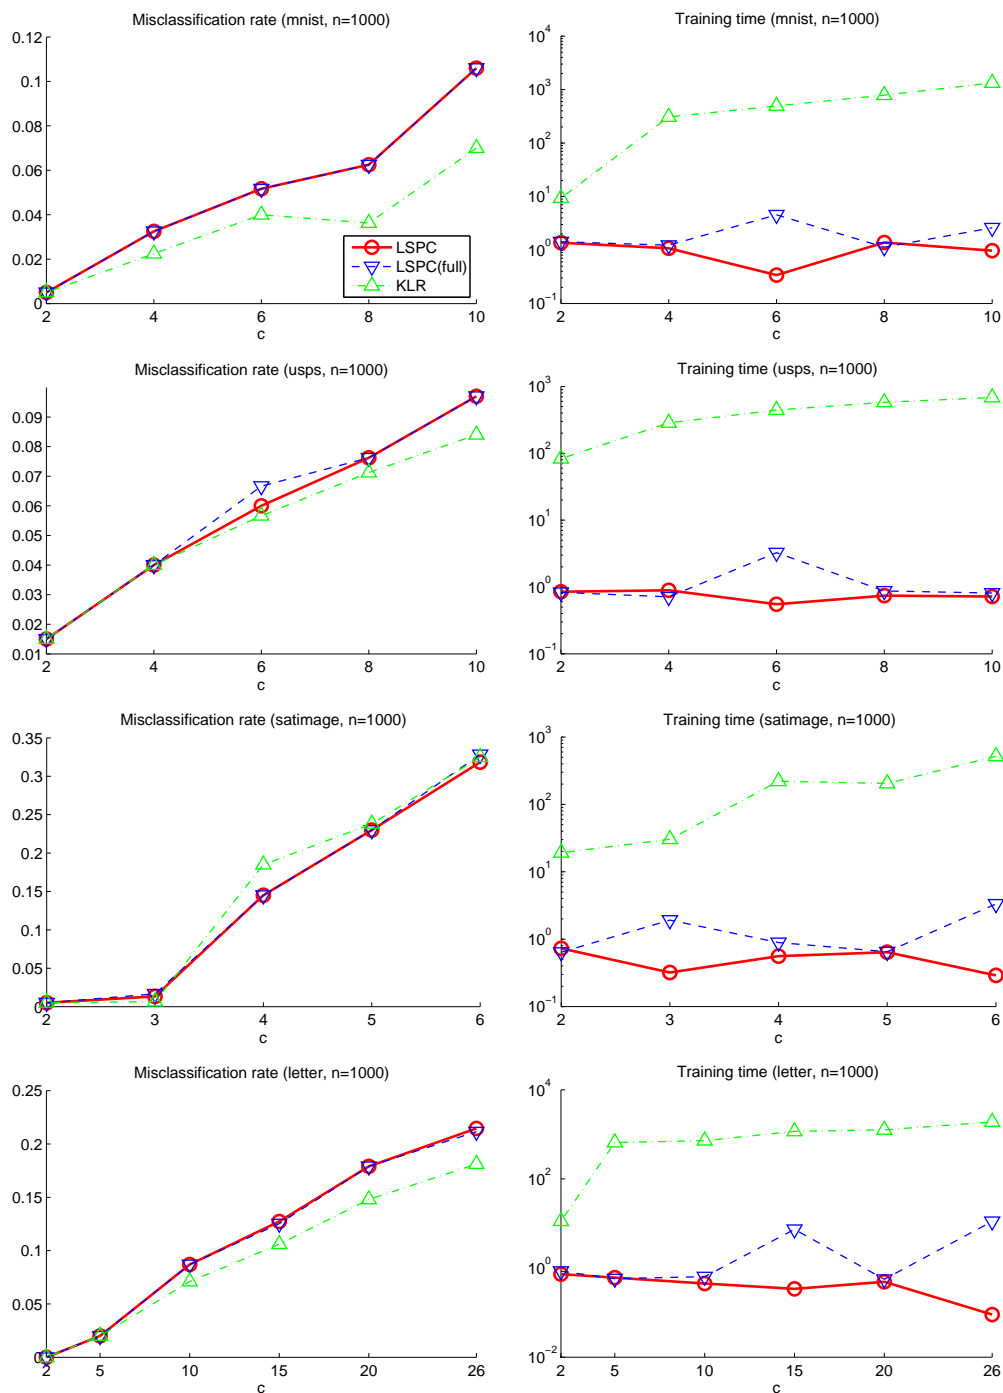 Misclassification rate (mnist, n=1000)
0.12
0.1
0.08
0.06
0.04
0.02
0
2 4 6 8 10
c
LSPC
LSPC(full)
KLR
Training time (mnist, n=1000)
10^4
10^3
10^2
10^1
10^0
10^-1
2 4 6 8 10
c
Misclassification rate (usps, n=1000)
0.09
0.08
0.07
0.06
0.05
0.04
0.03
0.02
0.01
2 4 6 8 10
c
Training time (usps, n=1000)
10^3
10^2
10^1
10^0
10^-1
2 4 6 8 10
c
Misclassification rate (satimage, n=1000)
0.35
0.3
0.25
0.2
0.15
0.1
0.05
0
2 3 4 5 6
c
Training time (satimage, n=1000)
10^3
10^2
10^1
10^0
10^-1
2 3 4 5 6
c
Misclassification rate (letter, n=1000)
0.25
0.2
0.15
0.1
0.05
0
2 5 10 15 20 26
c
Training time (letter, n=1000)
10^4
10^2
10^0
10^-2
2 5 10 15 20 26
c